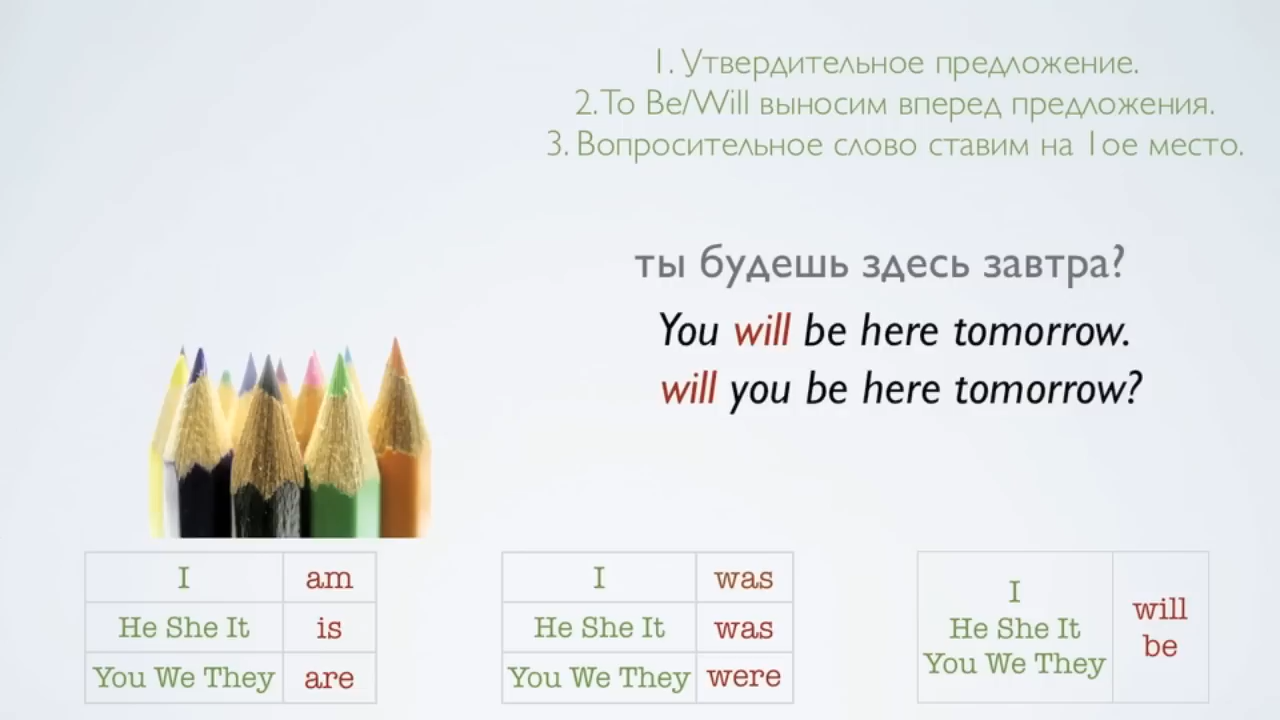 1. Утвердительное предложение.
2. To Be/Will выносим вперед предложения.
3. Вопросительное слово ставим на 1ое место.
ты будешь здесь завтра?
You will be here tomorrow.
will you be here tomorrow?
I am
He She It is
You We They are
I was
He She It was
You We They were
I
He She It
You We They
will
be